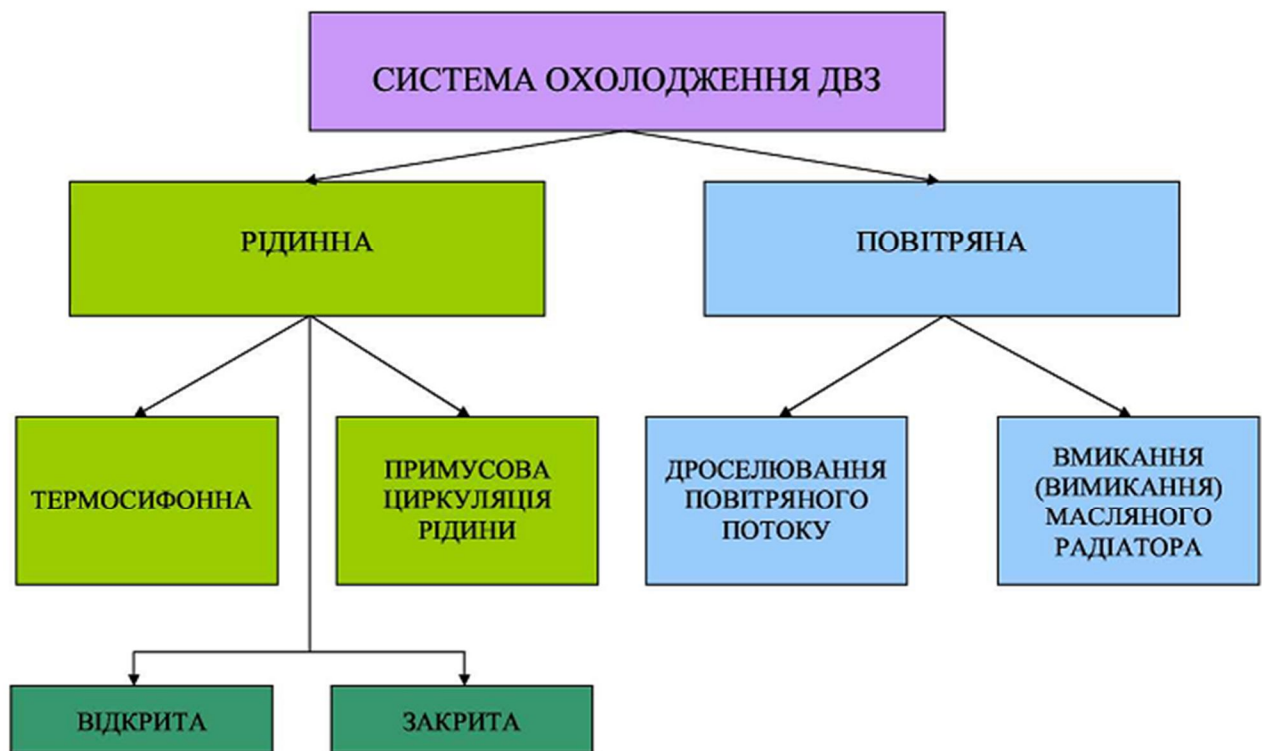 СИСТЕМА ОХОЛОДЖЕННЯ ДВЗ
РІДИННА
ПОВІТРЯНА
ТЕРМОСИФОННА
ПРИМУСОВА
ЦИРКУЛЯЦІЯ
РІДИНИ
ДРОСЕЛЮВАННЯ
ПОВІТРЯНОГО
ПОТОКУ
ВМИКАННЯ
(ВИМИКАННЯ)
МАСЛЯНОГО
РАДІАТОРА
ВІДКРИТА
ЗАКРИТА